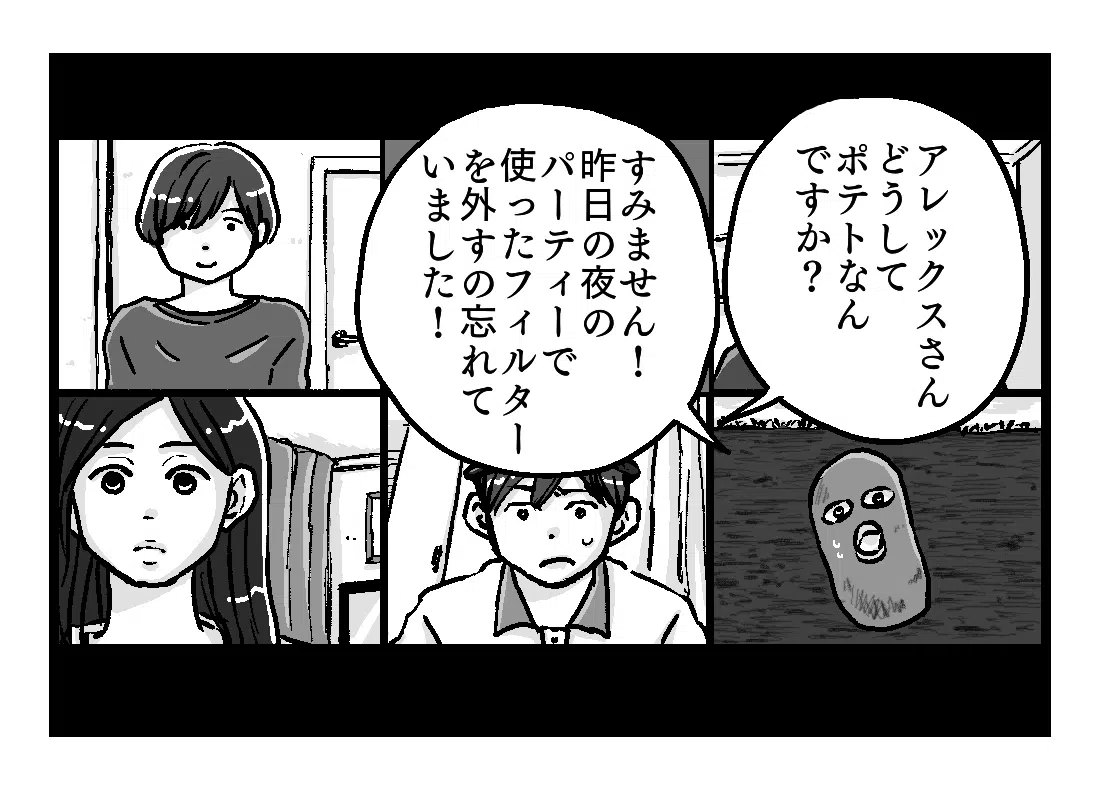 アレックスさん
どうして
ポテトなん
ですか？
すみません！
昨日の夜の
パーティーで
使ったフィルター
を外すの忘れて
いました！